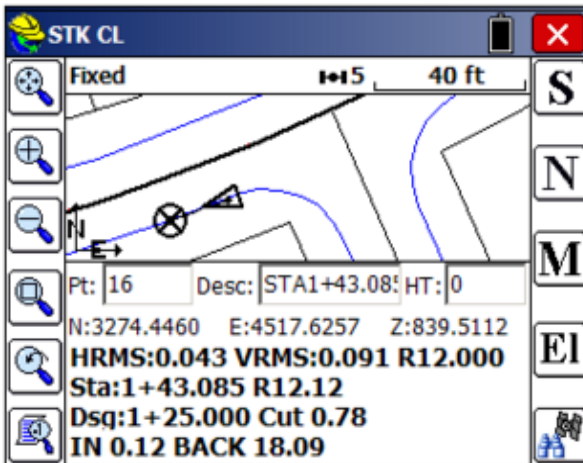 STK CL
Fixed 5 40 ft
S
N
N
E
M
Pt: 16 Desc: STA1+43.085 HT: 0
N:3274.4460 E:4517.6257 Z:839.5112
El
HRMS:0.043 VRMS:0.091 R12.000
Sta:1+43.085 R12.12
Dsg:1+25.000 Cut 0.78
IN 0.12 BACK 18.09